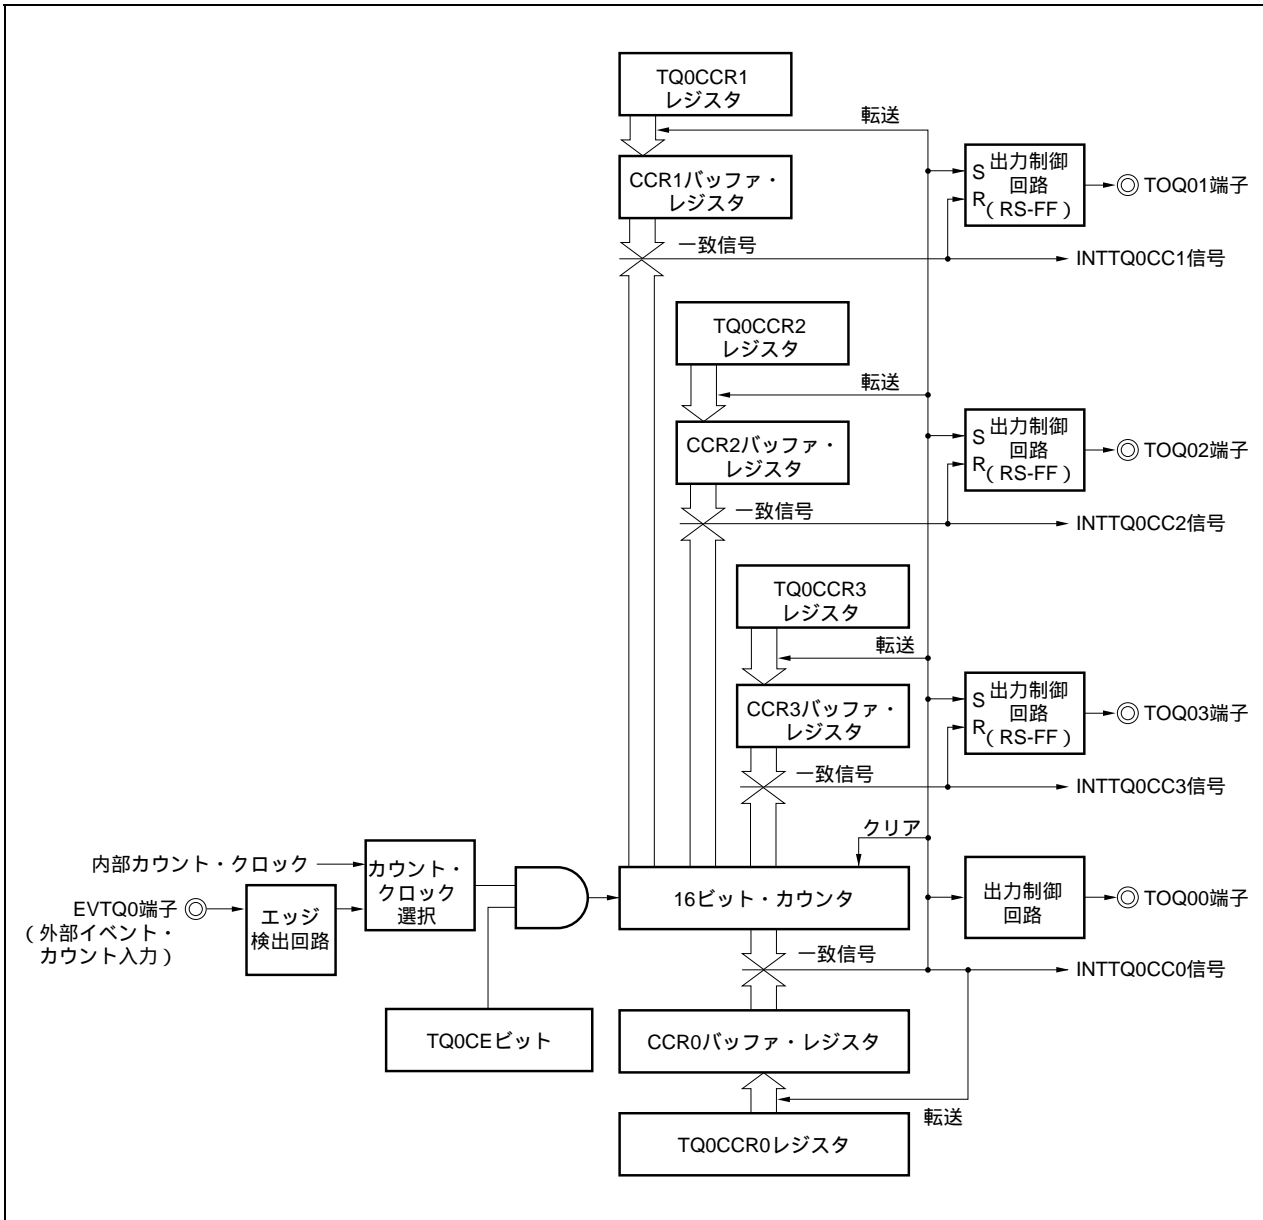 TQ0CCR1
レジスタ
転送
CCR1バッファ・
レジスタ
S 出力制御
回路
R
( RS-FF )
TOQ01端子
一致信号
INTTQ0CC1信号
TQ0CCR2
レジスタ
転送
CCR2バッファ・
レジスタ
S 出力制御
回路
R
( RS-FF )
TOQ02端子
一致信号
INTTQ0CC2信号
TQ0CCR3
レジスタ
転送
CCR3バッファ・
レジスタ
S 出力制御
回路
R
( RS-FF )
TOQ03端子
一致信号
INTTQ0CC3信号
クリア
内部カウント・クロック
EVTQ0端子
( 外部イベント・
カウント入力 )
エッジ
検出回路
カウント・
クロック
選択
16ビット・カウンタ
出力制御
回路
TOQ00端子
一致信号
INTTQ0CC0信号
TQ0CEビット
CCR0バッファ・レジスタ
転送
TQ0CCR0レジスタ